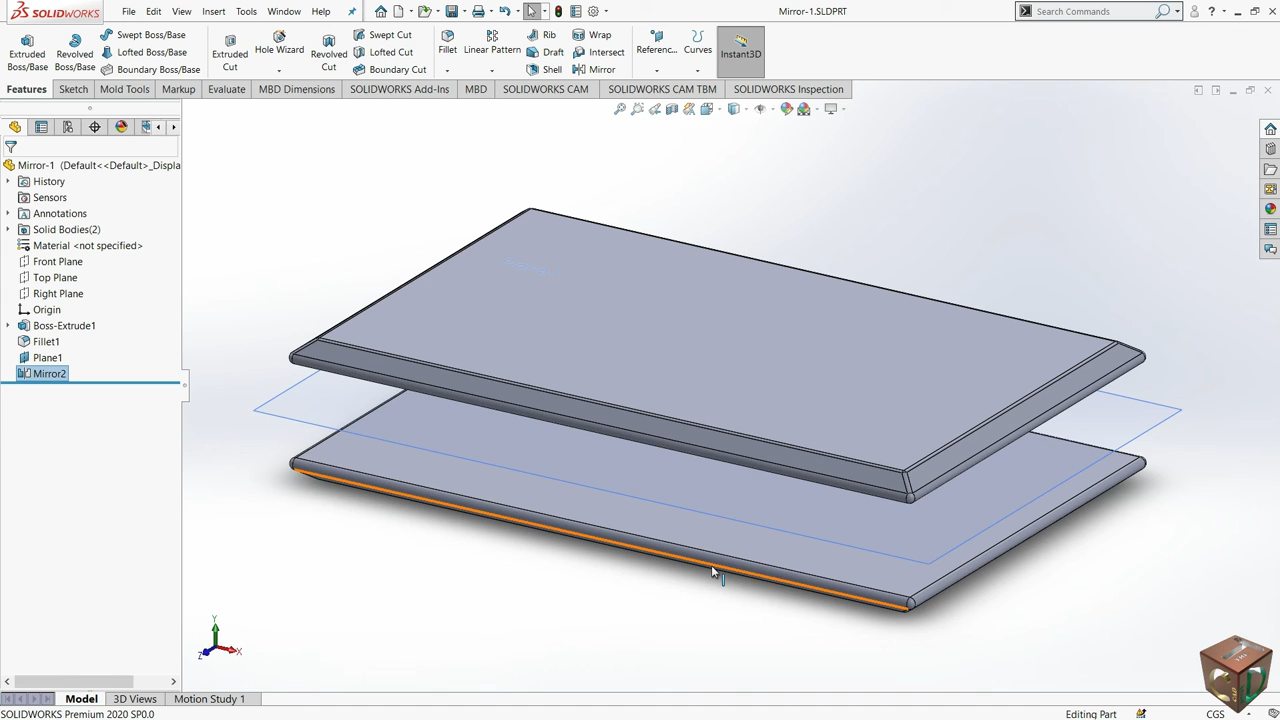 SOLIDWORKS File Edit View Insert Tools Window Help Mirror-1.SLDPRT Search Commands ?
Extruded Boss/Base Revolved Boss/Base Swept Boss/Base Lofted Boss/Base Boundary Boss/Base Extruded Cut Hole Wizard Revolved Cut Swept Cut Lofted Cut Boundary Cut Fillet Linear Pattern Rib Draft Shell Wrap Intersect Mirror Referenc... Curves Instant3D
Features Sketch Mold Tools Markup Evaluate MBD Dimensions SOLIDWORKS Add-Ins MBD SOLIDWORKS CAM SOLIDWORKS CAM TBM SOLIDWORKS Inspection
Mirror-1 (Default<<Default>_Displa
History
Sensors
Annotations
Solid Bodies(2)
Material <not specified>
Front Plane
Top Plane
Right Plane
Origin
Boss-Extrude1
Fillet1
Plane1
Mirror2
Y
Z X
Model 3D Views Motion Study 1
SOLIDWORKS Premium 2020 SP0.0 Editing Part CGS